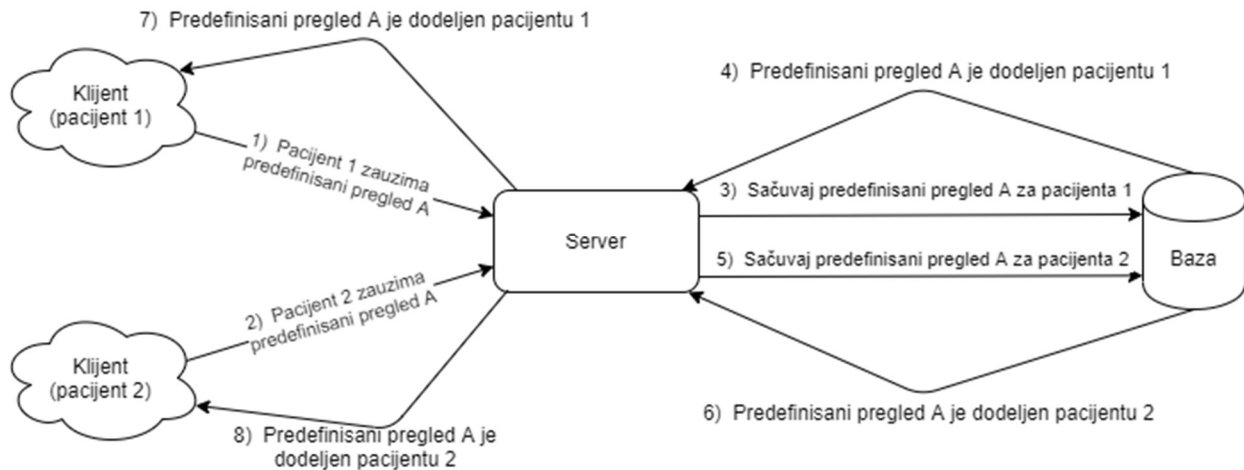 7) Predefinisani pregled A je dodeljen pacijentu 1
4) Predefinisani pregled A je dodeljen pacijentu 1
Klijent
(pacijent 1)
1) Pacijent 1 zauzima
predefinisani pregled A
3) Sačuvaj predefinisani pregled A za pacijenta 1
Server
5) Sačuvaj predefinisani pregled A za pacijenta 2
Baza
2) Pacijent 2 zauzima
predefinisani pregled A
Klijent
(pacijent 2)
6) Predefinisani pregled A je dodeljen pacijentu 2
8) Predefinisani pregled A je
dodeljen pacijentu 2